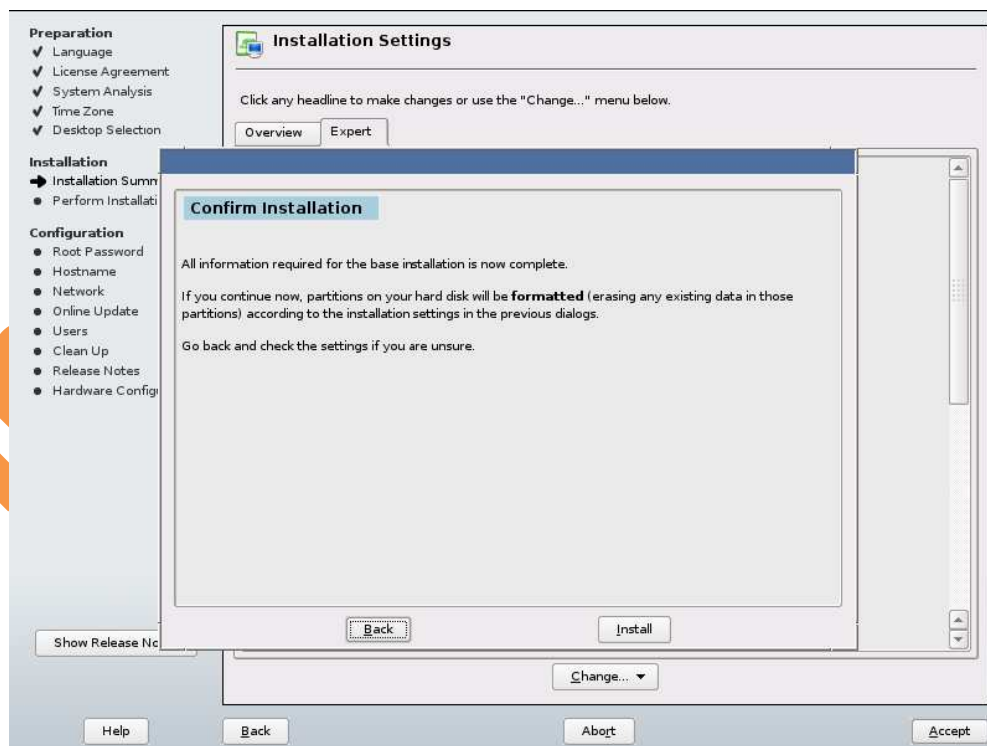 Preparation
Language
License Agreement
System Analysis
Time Zone
Desktop Selection
Installation
Installation Summ
Perform Installati
Configuration
Root Password
Hostname
Network
Online Update
Users
Clean Up
Release Notes
Hardware Config
Show Release No
Installation Settings
Click any headline to make changes or use the "Change..." menu below.
Overview
Expert
Confirm Installation
All information required for the base installation is now complete.
If you continue now, partitions on your hard disk will be formatted (erasing any existing data in those
partitions) according to the installation settings in the previous dialogs.
Go back and check the settings if you are unsure.
Back
Install
Change...
Help
Back
Abort
Accept